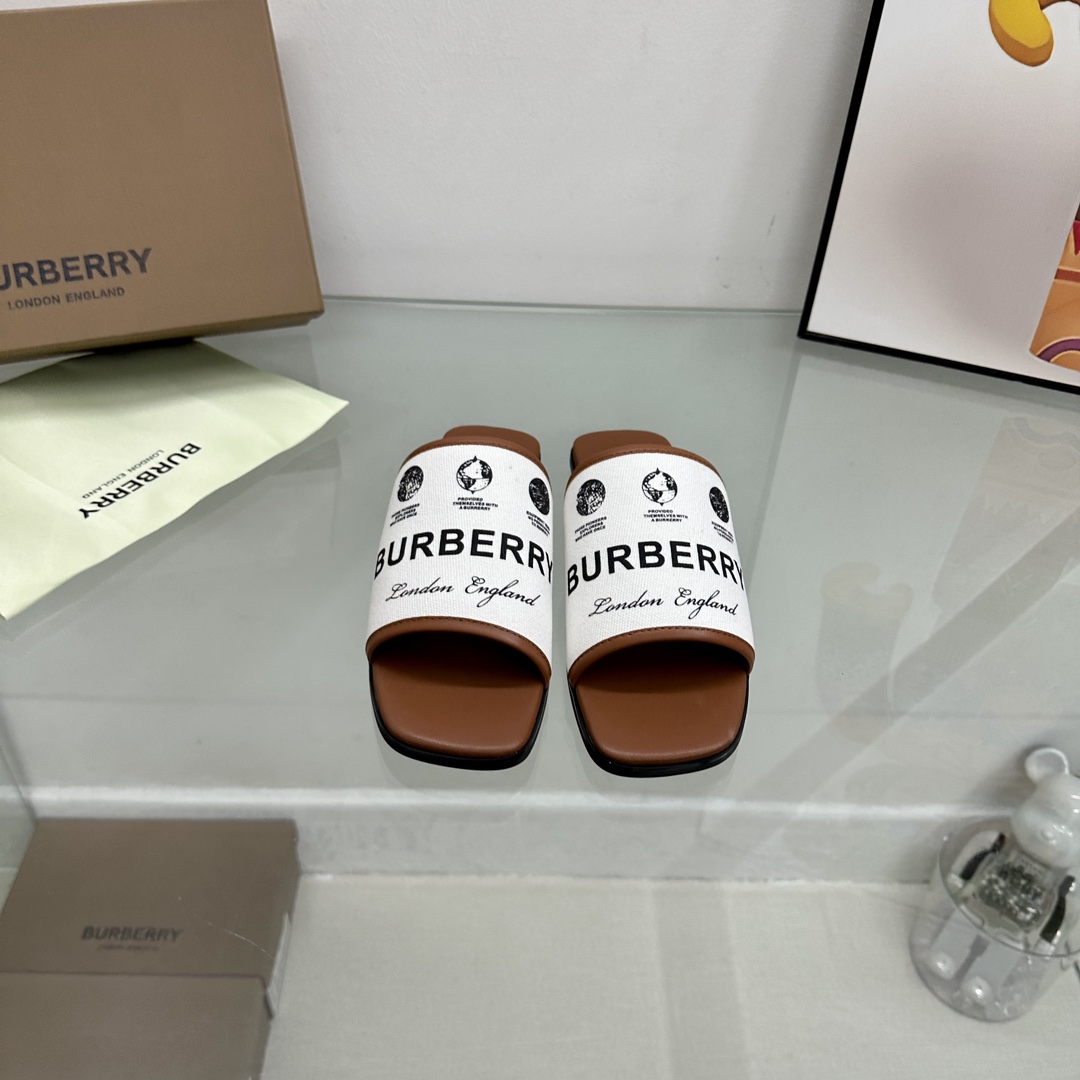 URBERRY
LONDON ENGLAND
BURBERRY
LONDON ENGLAND
PROVIDED
THEMSELVES WITH
A BURBERRY
BURBERRY
London England
PROVIDED
THEMSELVES WITH
A BURBERRY
BURBERRY
London England
BURBERRY